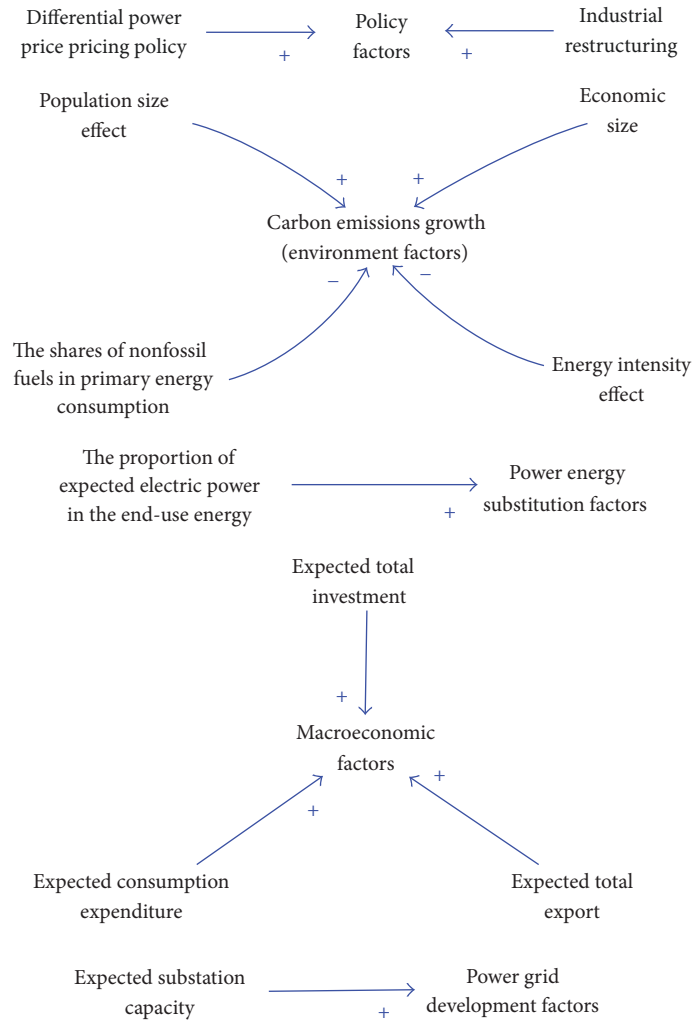 Differential power
price pricing policy
+
Policy
factors
+
Industrial
restructuring
Population size
effect
Economic
size
+
+
Carbon emissions growth
(environment factors)
−
−
The shares of nonfossil
fuels in primary energy
consumption
Energy intensity
effect
The proportion of
expected electric power
in the end-use energy
+
Power energy
substitution factors
Expected total
investment
+
Macroeconomic
factors
+
+
Expected consumption
expenditure
Expected total
export
Expected substation
capacity
+
Power grid
development factors